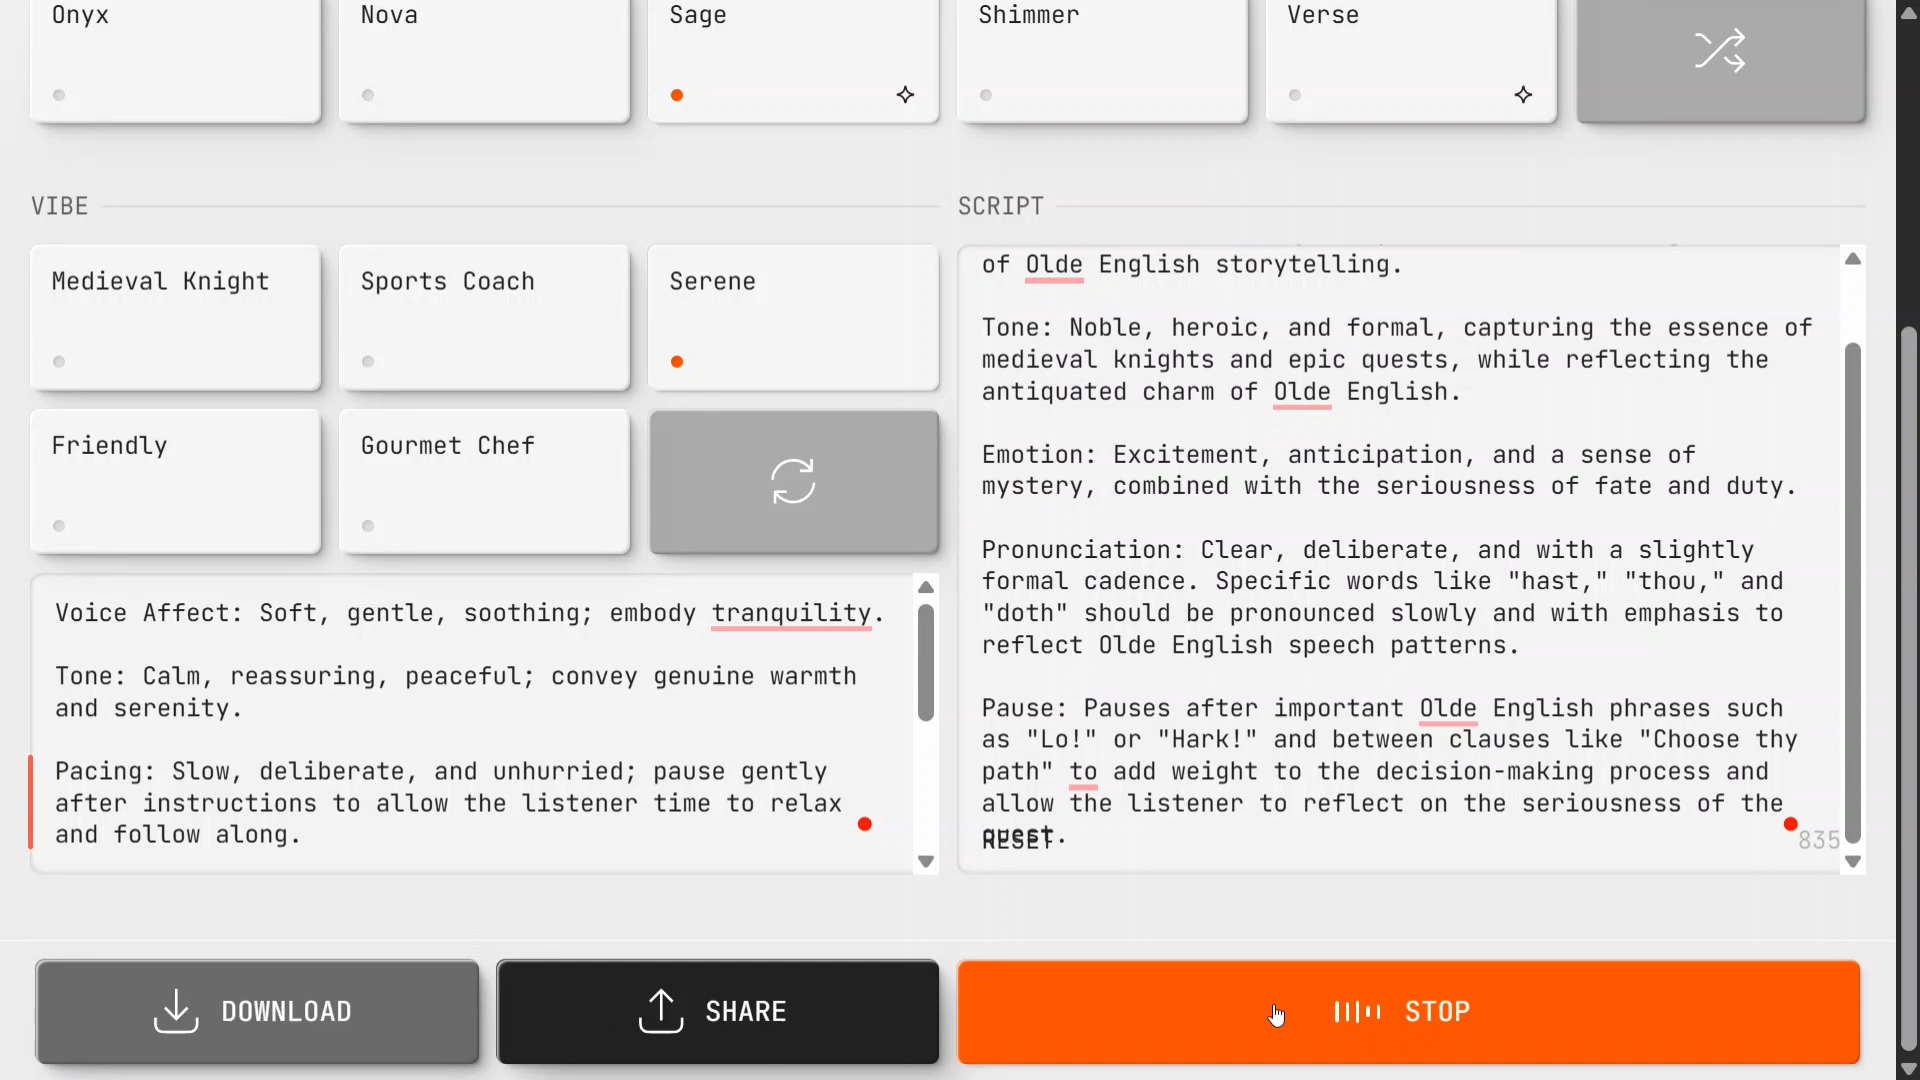 Onyx
Nova
Sage
Shimmer
Verse
VIBE
Medieval Knight
Sports Coach
Serene
Friendly
Gourmet Chef
Voice Affect: Soft, gentle, soothing; embody tranquility.
Tone: Calm, reassuring, peaceful; convey genuine warmth
and serenity.
Pacing: Slow, deliberate, and unhurried; pause gently
after instructions to allow the listener time to relax
and follow along.
SCRIPT
of Olde English storytelling.
Tone: Noble, heroic, and formal, capturing the essence of
medieval knights and epic quests, while reflecting the
antiquated charm of Olde English.
Emotion: Excitement, anticipation, and a sense of
mystery, combined with the seriousness of fate and duty.
Pronunciation: Clear, deliberate, and with a slightly
formal cadence. Specific words like "hast," "thou," and
"doth" should be pronounced slowly and with emphasis to
reflect Olde English speech patterns.
Pause: Pauses after important Olde English phrases such
as "Lo!" or "Hark!" and between clauses like "Choose thy
path" to add weight to the decision-making process and
allow the listener to reflect on the seriousness of the
quest.
RESET
835
DOWNLOAD
SHARE
STOP